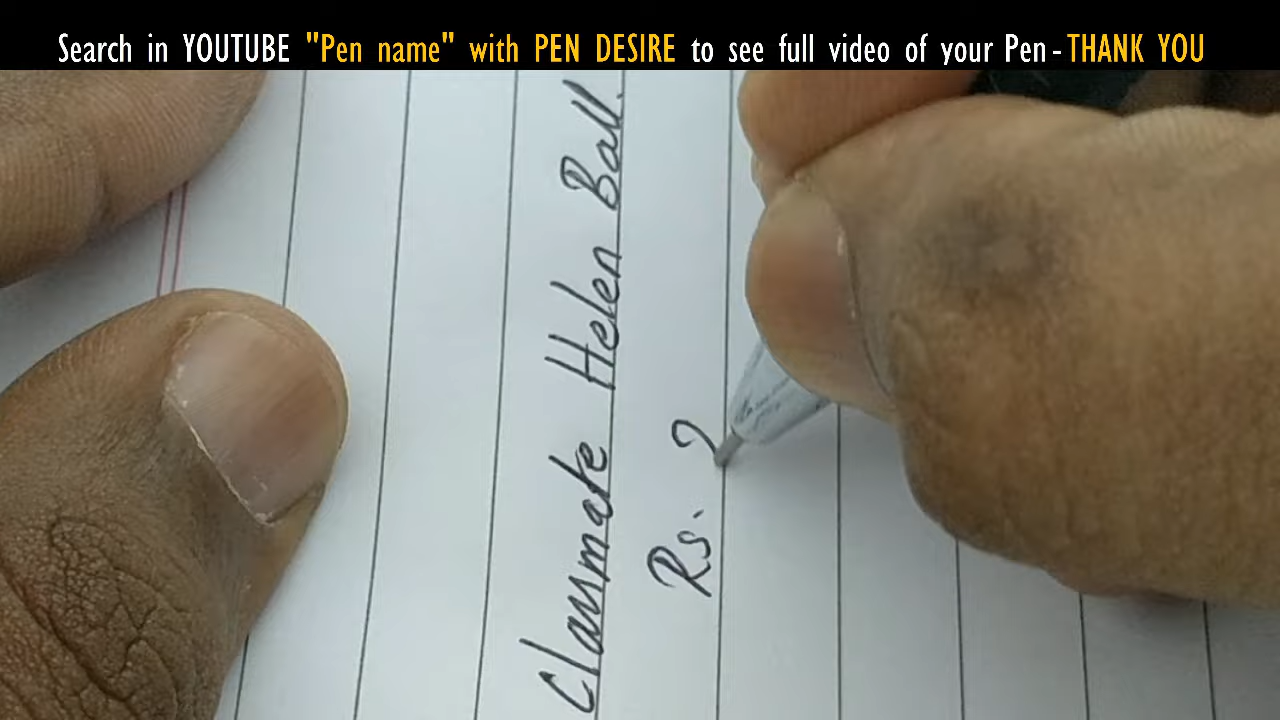 Search in YOUTUBE "Pen name" with PEN DESIRE to see full video of your Pen - THANK YOU
Classmate Helen Ball.
Rs.